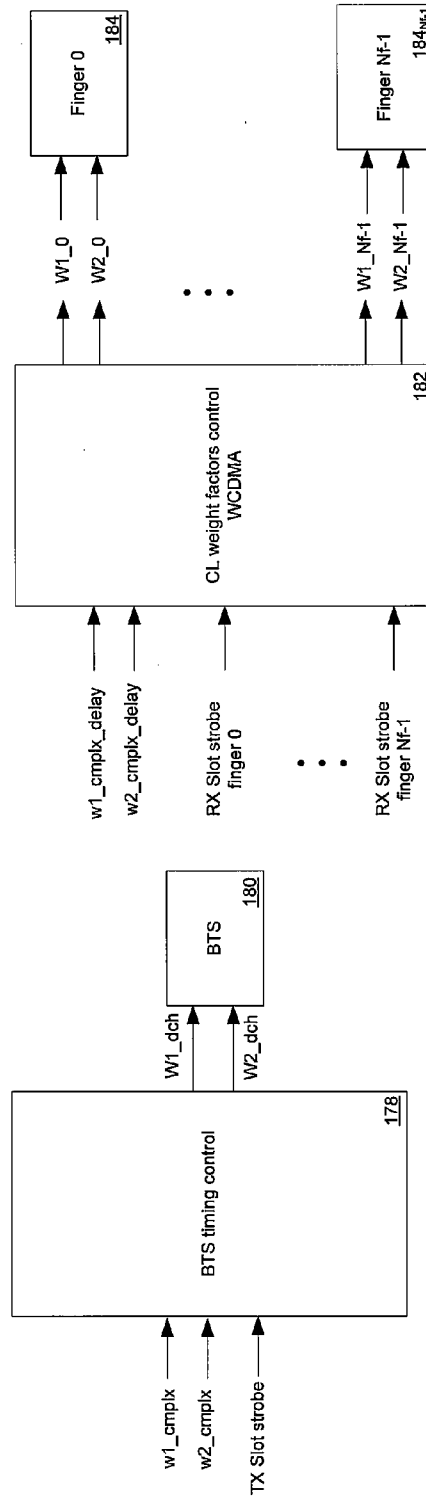 w1_cmplx
w2_cmplx
TX Slot strobe
BTS timing control
178
W1_dch
W2_dch
BTS
180
w1_cmplx_delay
w2_cmplx_delay
RX Slot strobe
finger 0
• • •
RX Slot strobe
finger Nf-1
CL weight factors control
WCDMA
182
W1_0
W2_0
• • •
W1_Nf-1
W2_Nf-1
Finger 0
184
Finger Nf-1
184Nf-1